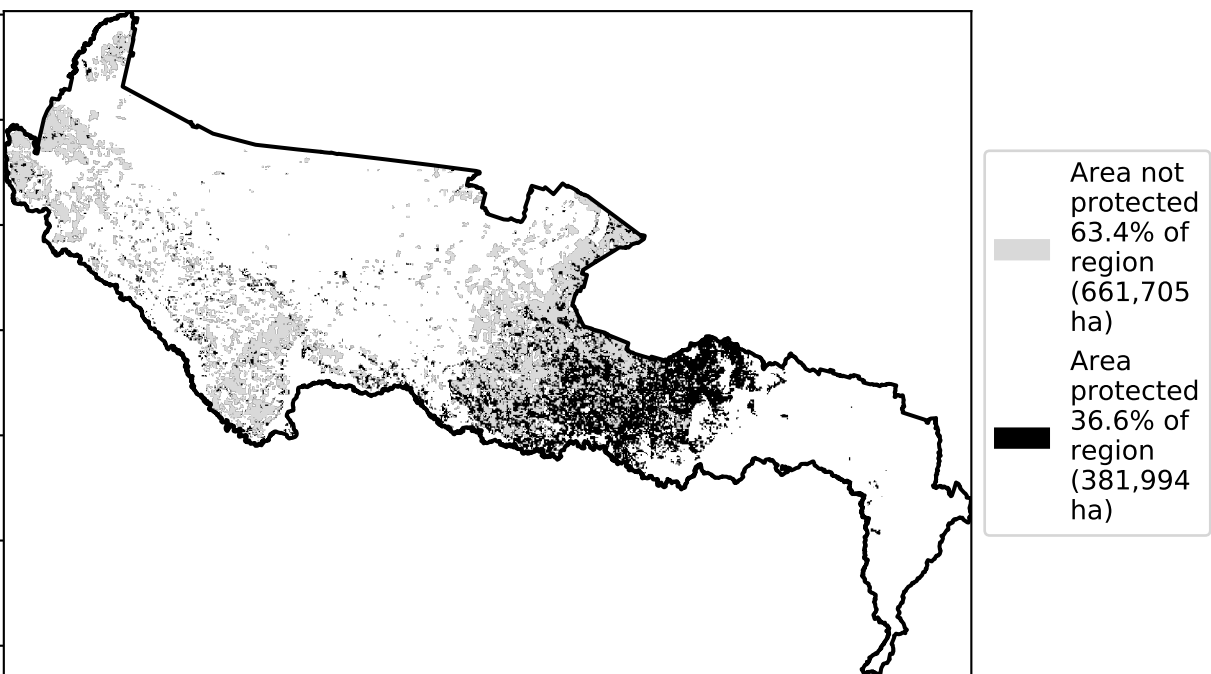 Area not
protected
63.4% of
region
(661,705
ha)
Area
protected
36.6% of
region
(381,994
ha)